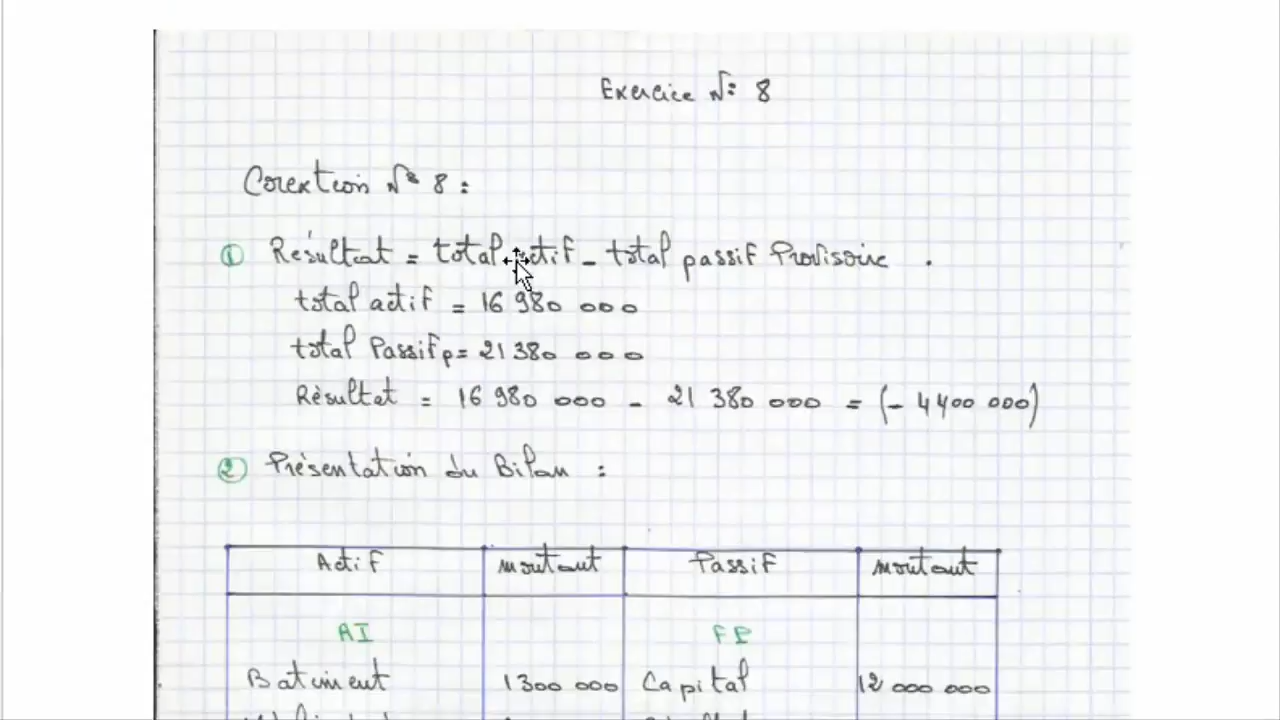 Exercice N° 8
Corextion N° 8 :
① Résultat = total actif - total passif Provisoire .
total actif = 16 980 000
total Passif p = 21 380 000
Résultat = 16 980 000 - 21 380 000 = (- 4 400 000)
② Présentation du Bilan :
Actif montant Passif montant
AI FP
Batiment 1 300 000 Capital 12 000 000